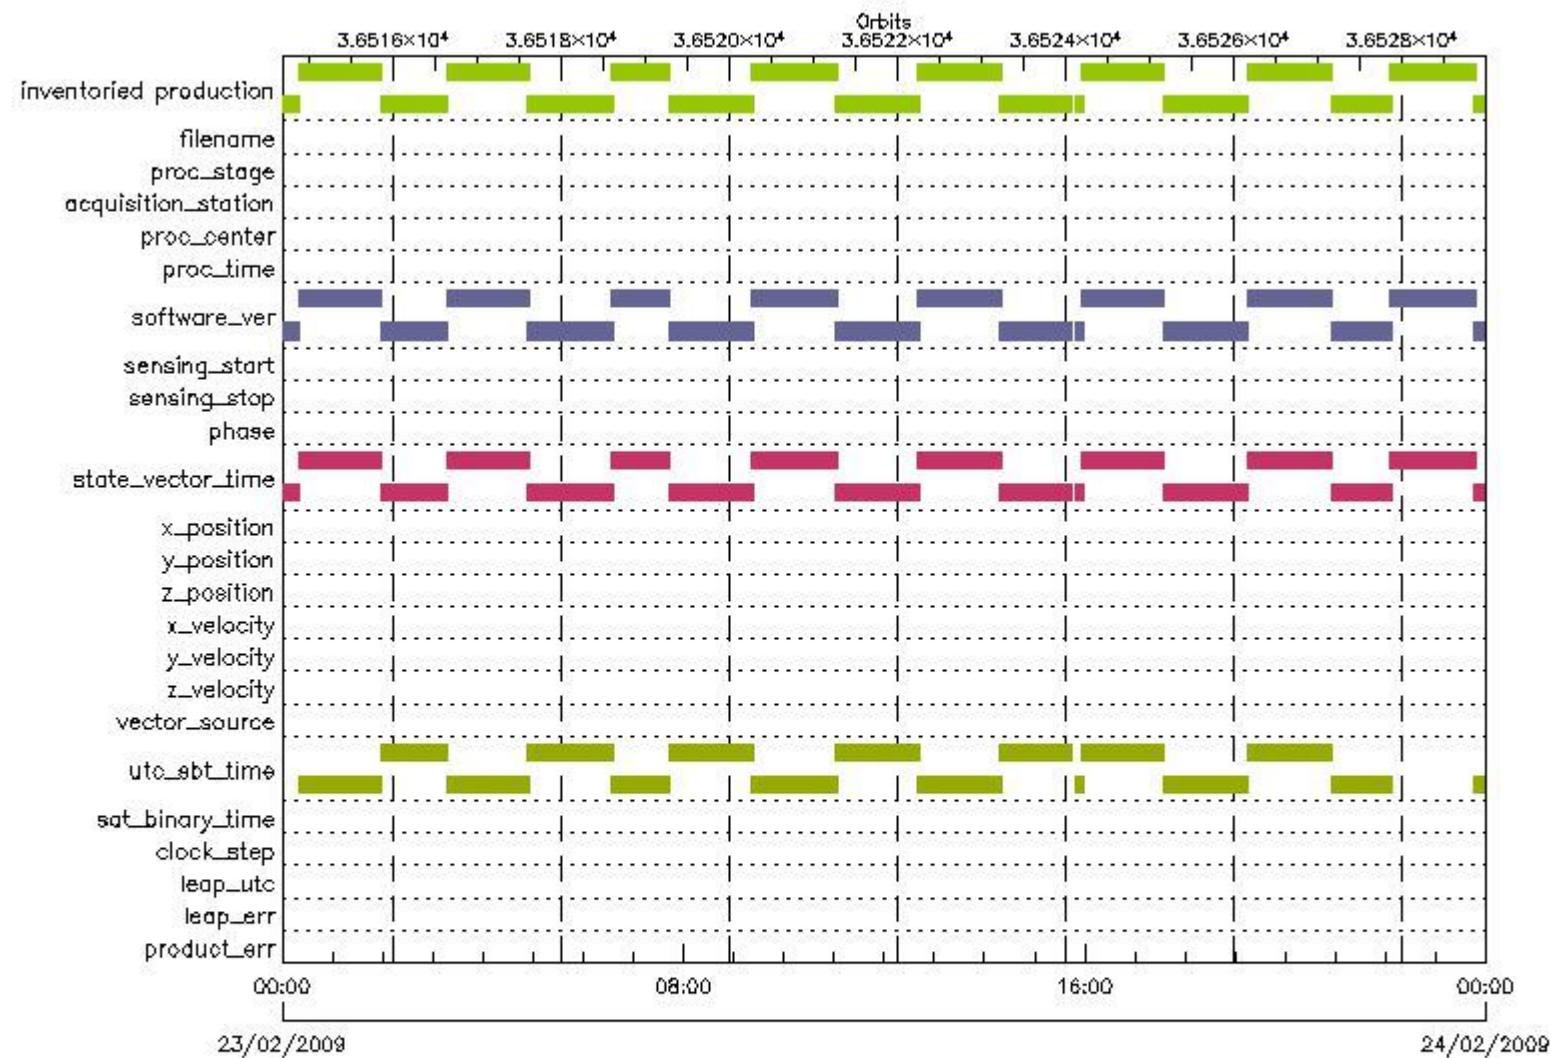 Orbits
3.6516×10⁴ 3.6518×10⁴ 3.6520×10⁴ 3.6522×10⁴ 3.6524×10⁴ 3.6526×10⁴ 3.6528×10⁴
inventoried production
filename
proc_stage
acquisition_station
proc_center
proc_time
software_ver
sensing_start
sensing_stop
phase
state_vector_time
x_position
y_position
z_position
x_velocity
y_velocity
z_velocity
vector_source
utc_sbt_time
sat_binary_time
clock_step
leap_utc
leap_err
product_err
00:00 08:00 16:00 00:00
23/02/2009 24/02/2009